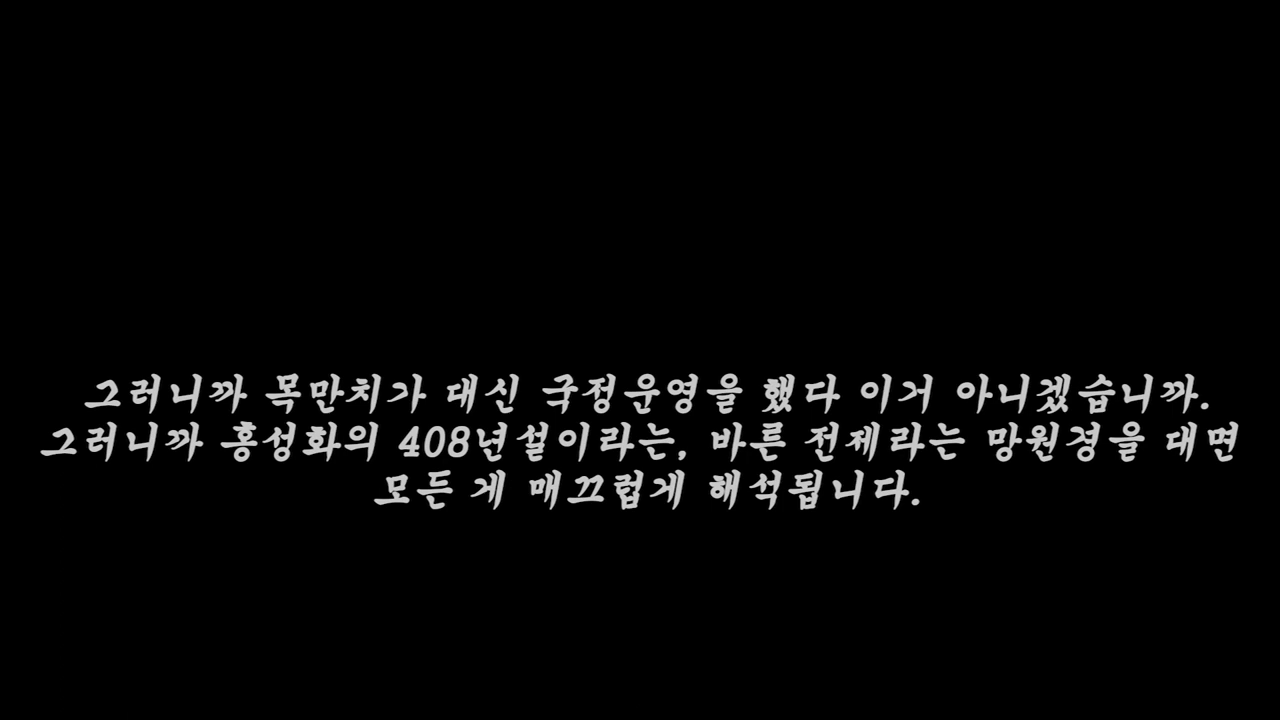 그러니까 목만치가 대신 국정운영을 했다 이거 아니겠습니까.
그러니까 홍성화의 408년설이라는, 바른 전제라는 망원경을 대면
모든 게 매끄럽게 해석됩니다.